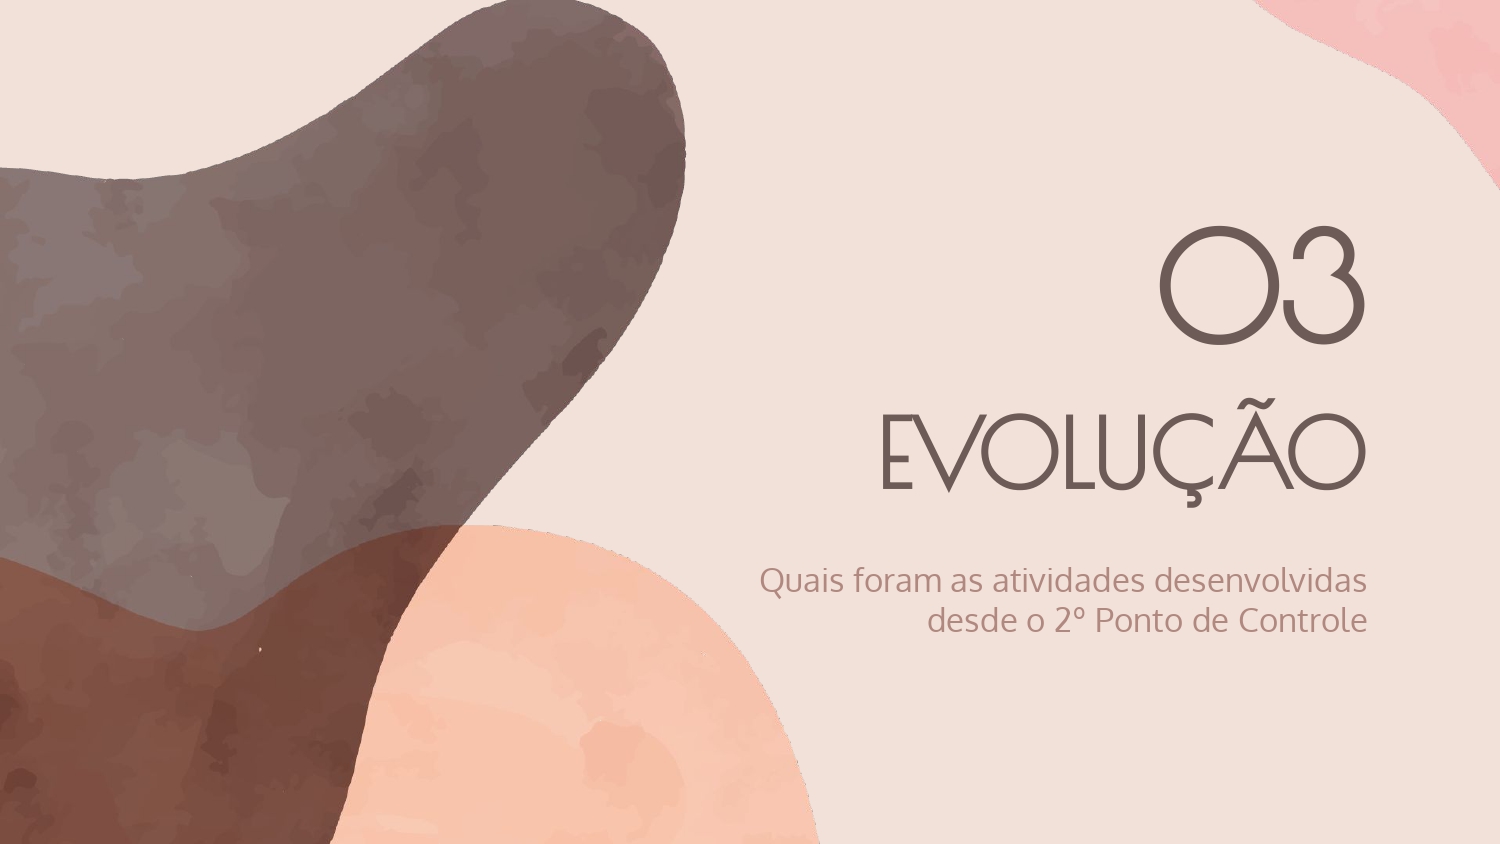 03
EVOLUÇÃO
Quais foram as atividades desenvolvidas
desde o 2º Ponto de Controle